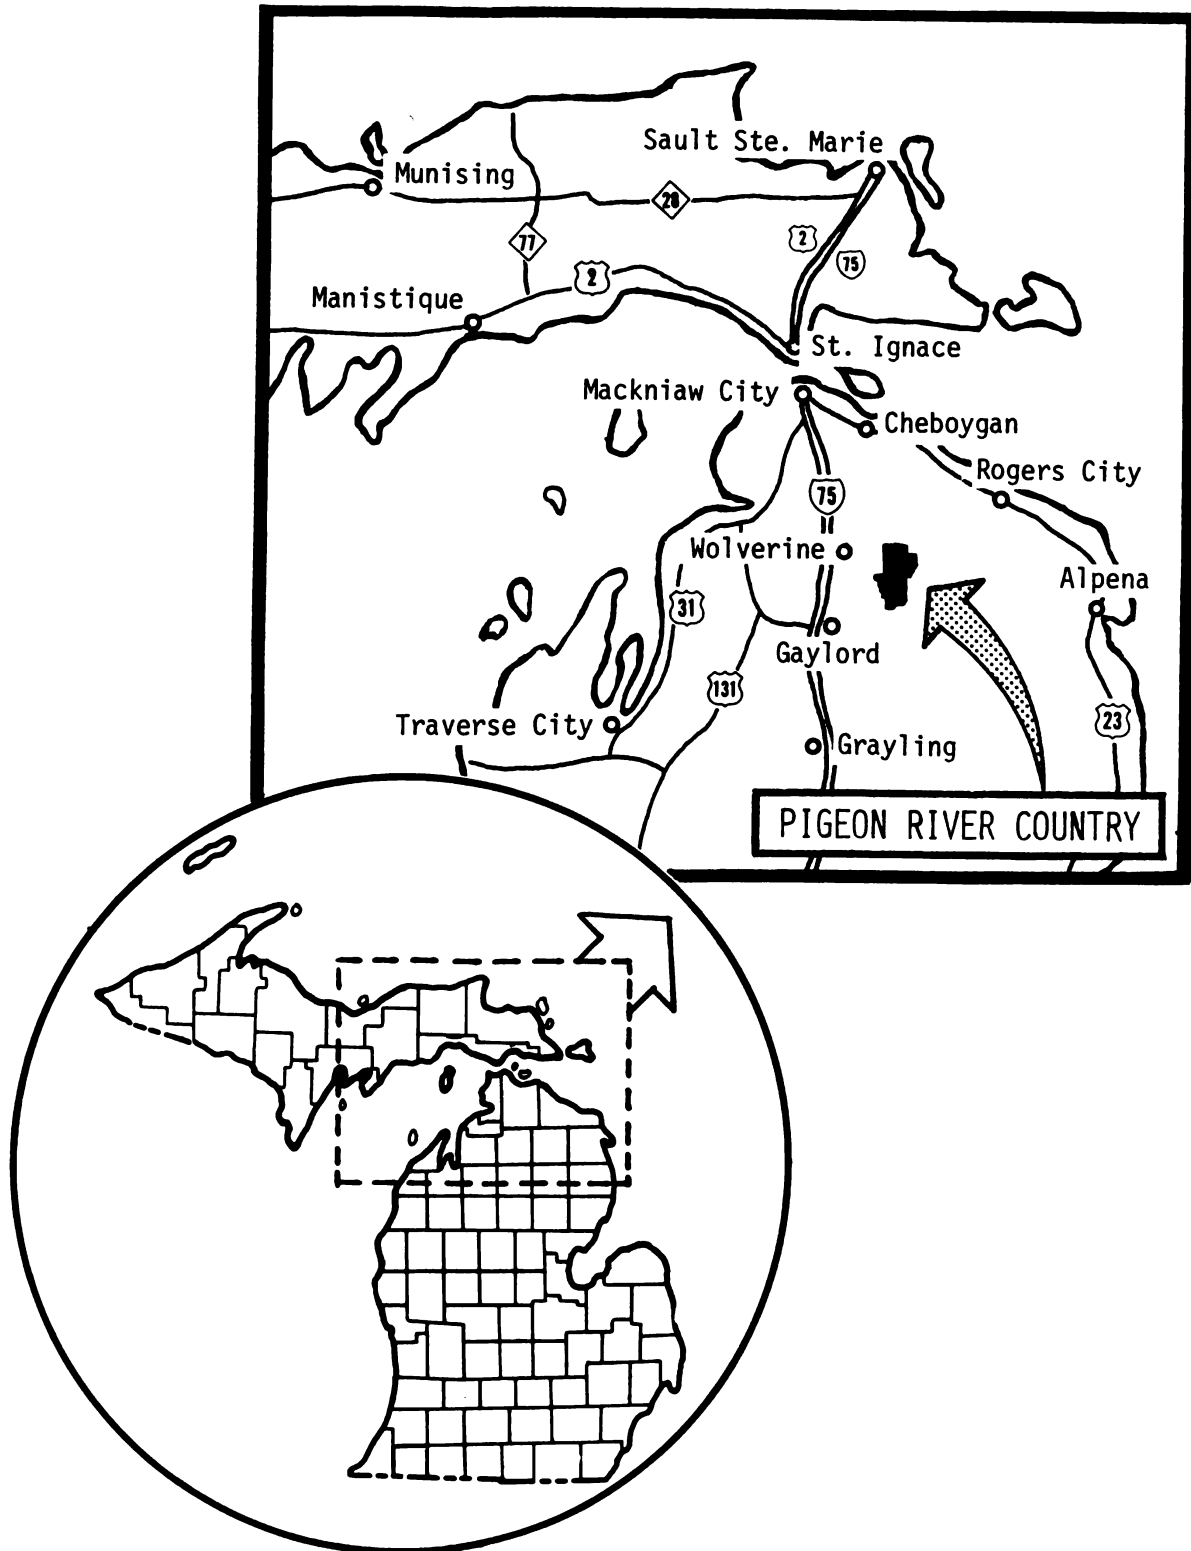 Sault Ste. Marie
Munising
28
77
2
75
2
Manistique
St. Ignace
Mackniaw City
Cheboygan
Rogers City
75
Wolverine
Alpena
31
Gaylord
131
Traverse City
23
Grayling
PIGEON RIVER COUNTRY